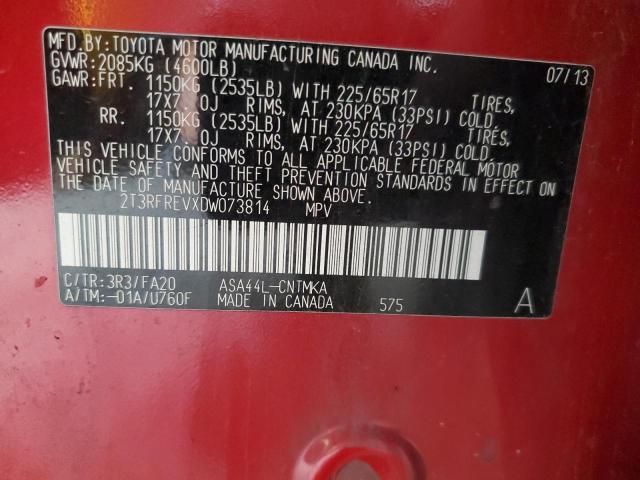 MFD.BY:TOYOTA MOTOR MANUFACTURING CANADA INC.
GVWR:2085KG (4600LB) 07/13
GAWR:FRT. 1150KG (2535LB) WITH 225/65R17 TIRES,
17X7.0J RIMS, AT 230KPA (33PSI) COLD.
RR. 1150KG (2535LB) WITH 225/65R17 TIRES,
17X7.0J RIMS, AT 230KPA (33PSI) COLD.
THIS VEHICLE CONFORMS TO ALL APPLICABLE FEDERAL MOTOR
VEHICLE SAFETY AND THEFT PREVENTION STANDARDS IN EFFECT ON
THE DATE OF MANUFACTURE SHOWN ABOVE.
2T3RFREVXDW073814 MPV
C/TR:3R3/FA20 ASA44L-CNTMKA
A/TM:-01A/U760F MADE IN CANADA 575 A